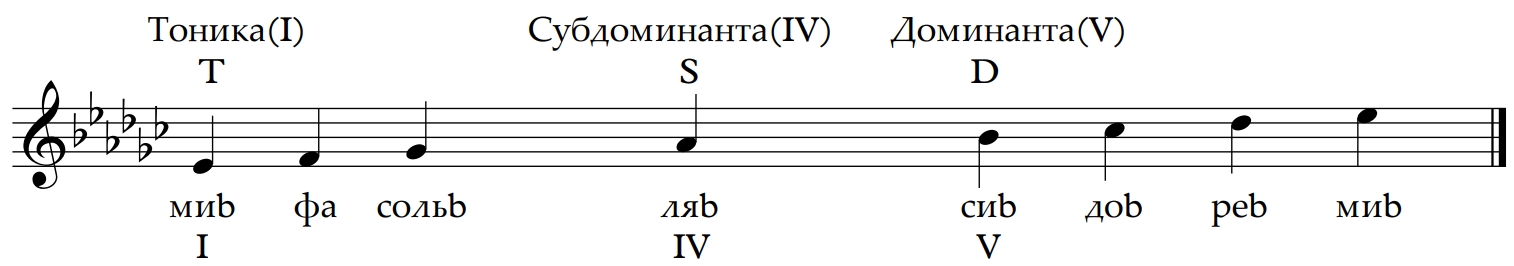 Тоника(I) Субдоминанта(IV) Доминанта(V)
T S D
миb фа сольb ляb сиb доb реb миb
I IV V